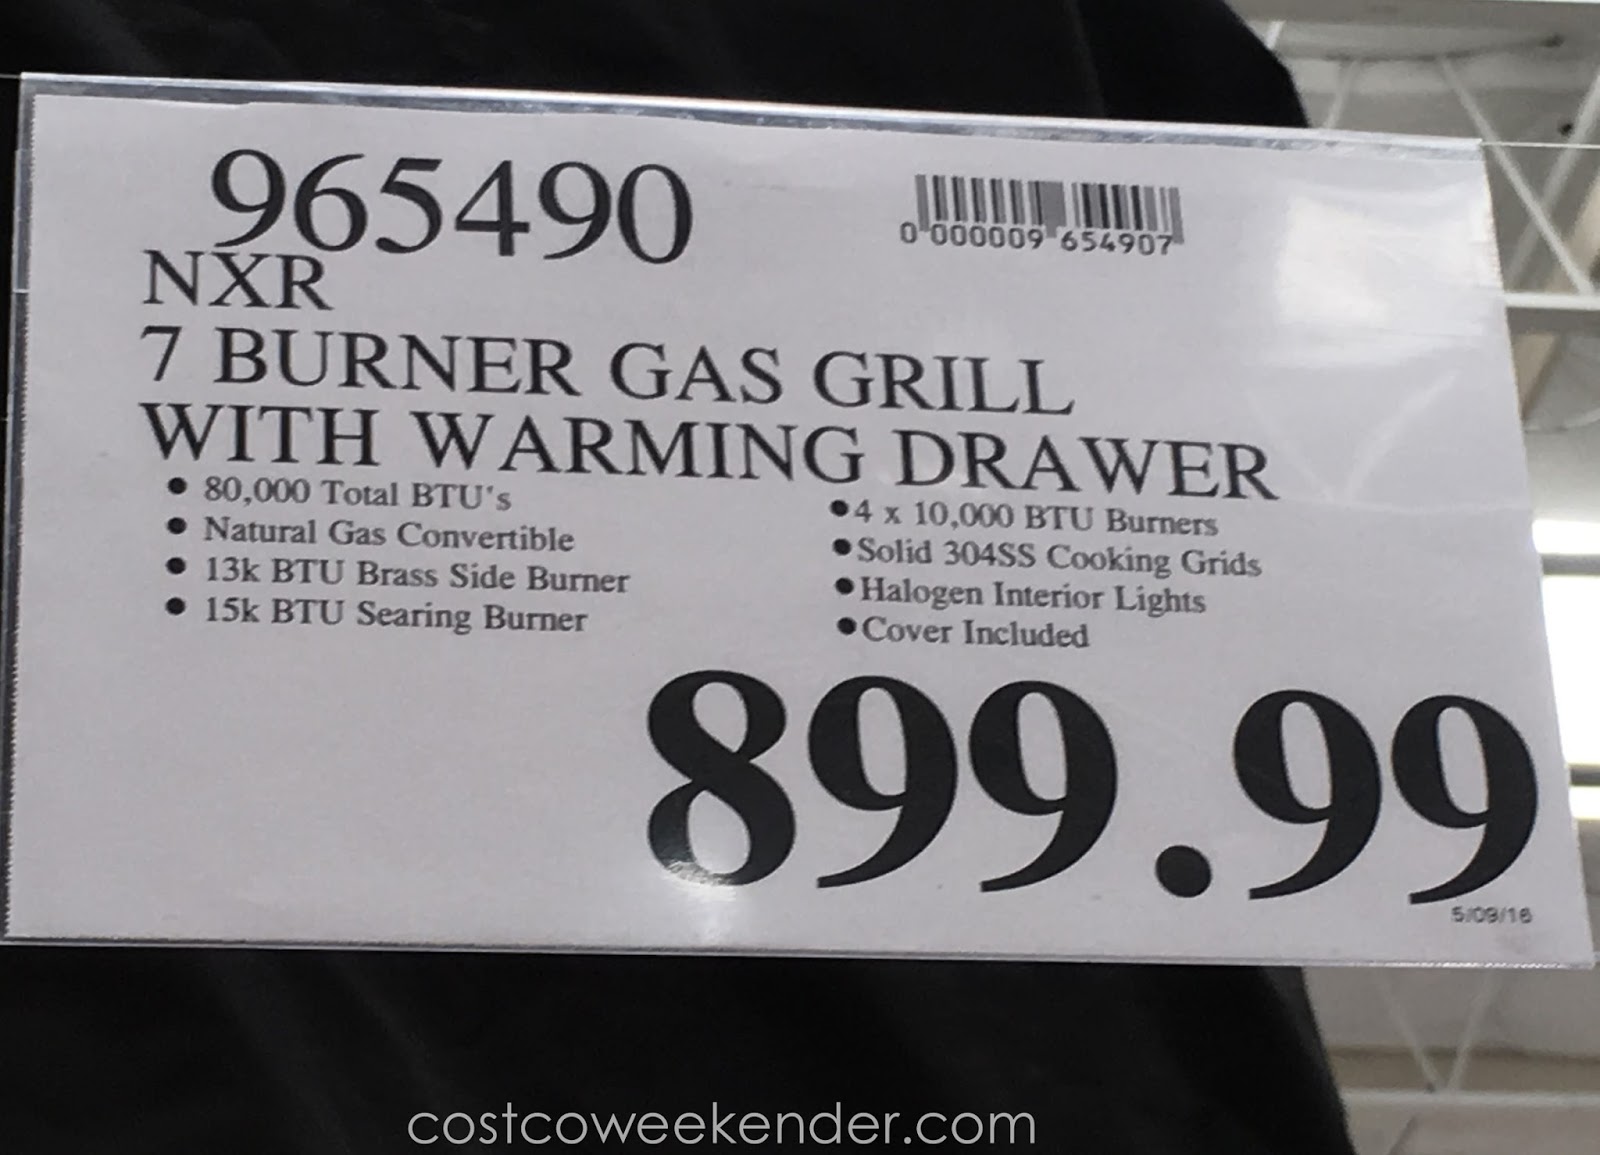 965490
0 000009 654907
NXR
7 BURNER GAS GRILL
WITH WARMING DRAWER
● 80,000 Total BTU's
● Natural Gas Convertible
● 13k BTU Brass Side Burner
● 15k BTU Searing Burner
● 4 x 10,000 BTU Burners
● Solid 304SS Cooking Grids
● Halogen Interior Lights
● Cover Included
899.99
5/09/16
costcoweekender.com